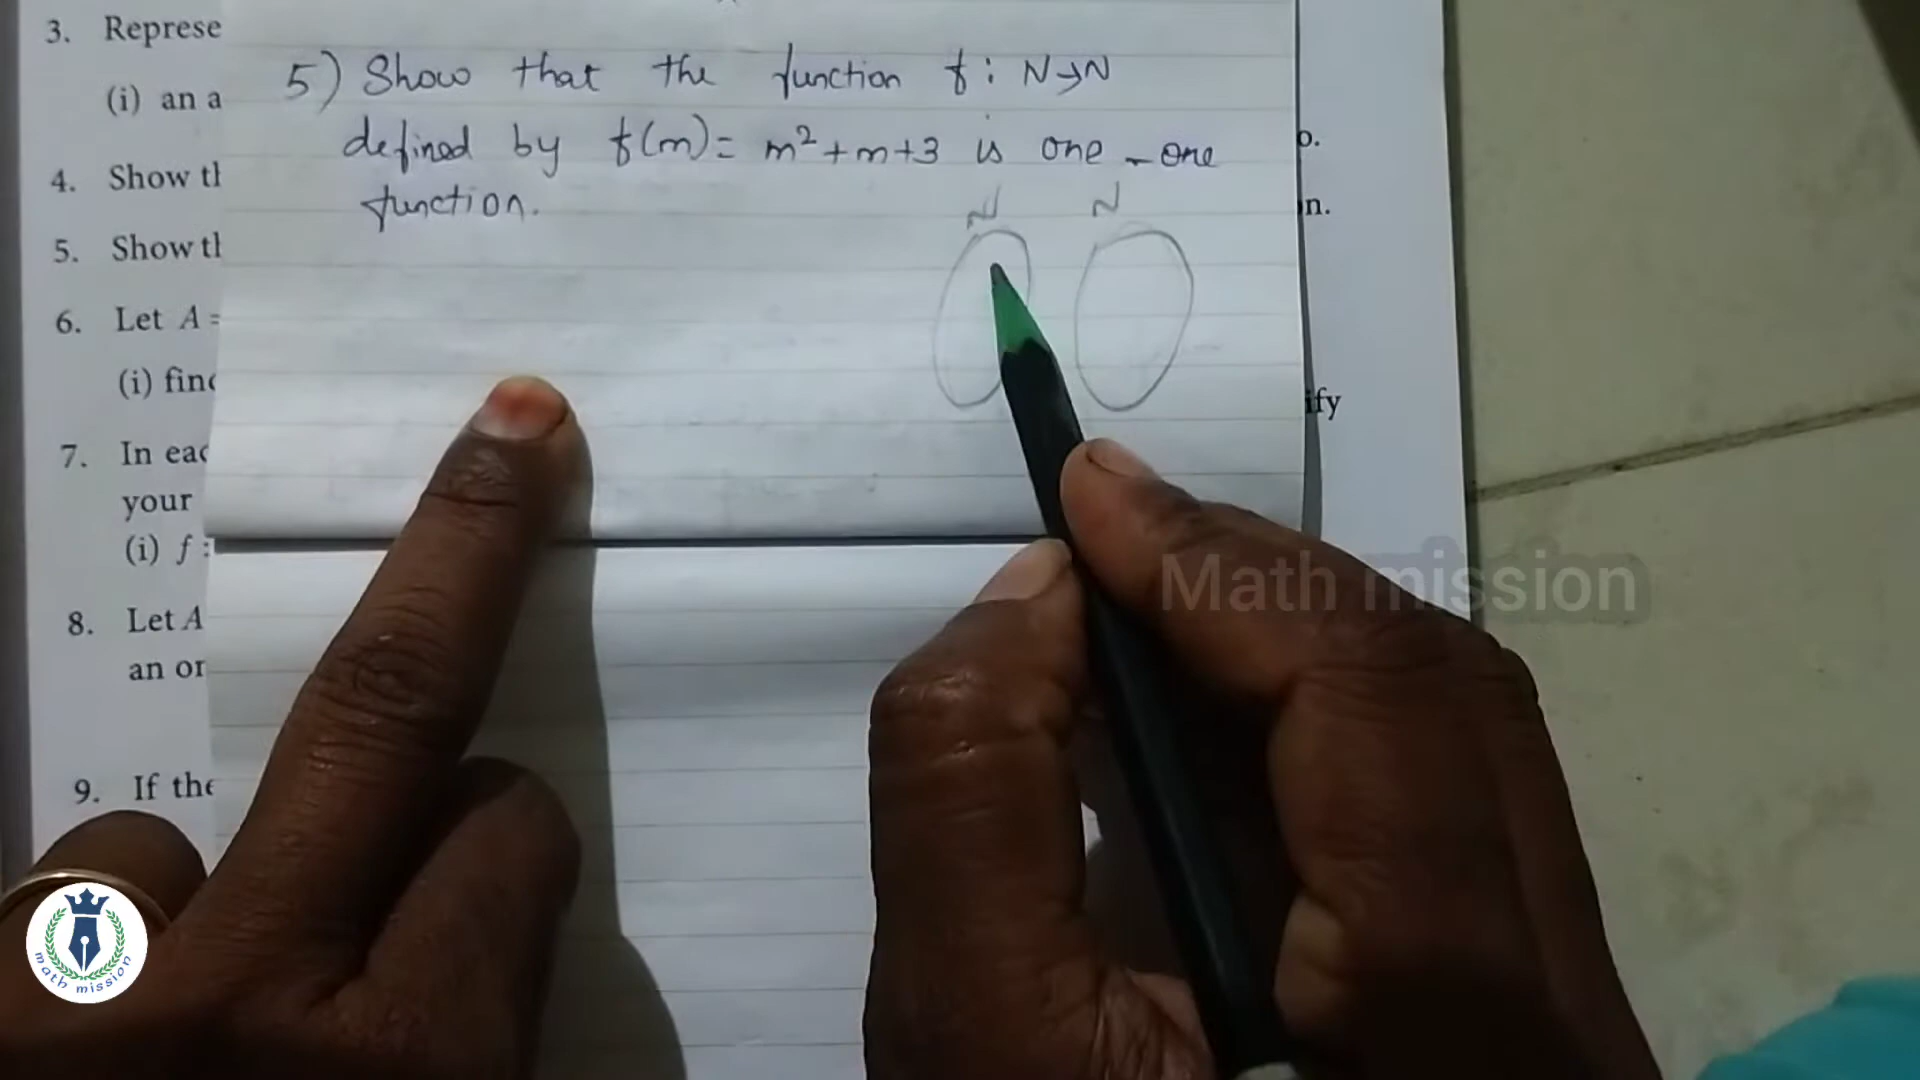 3. Represe
(i) an a
4. Show tl
5. Show tl
6. Let A =
(i) find
7. In eac
your
(i) f :
8. Let A
an or
9. If the
5) Show that the function f : N→N
defined by f(m) = m²+m+3 is one - one
function.
N N
o.
n.
ify
Math mission
math mission